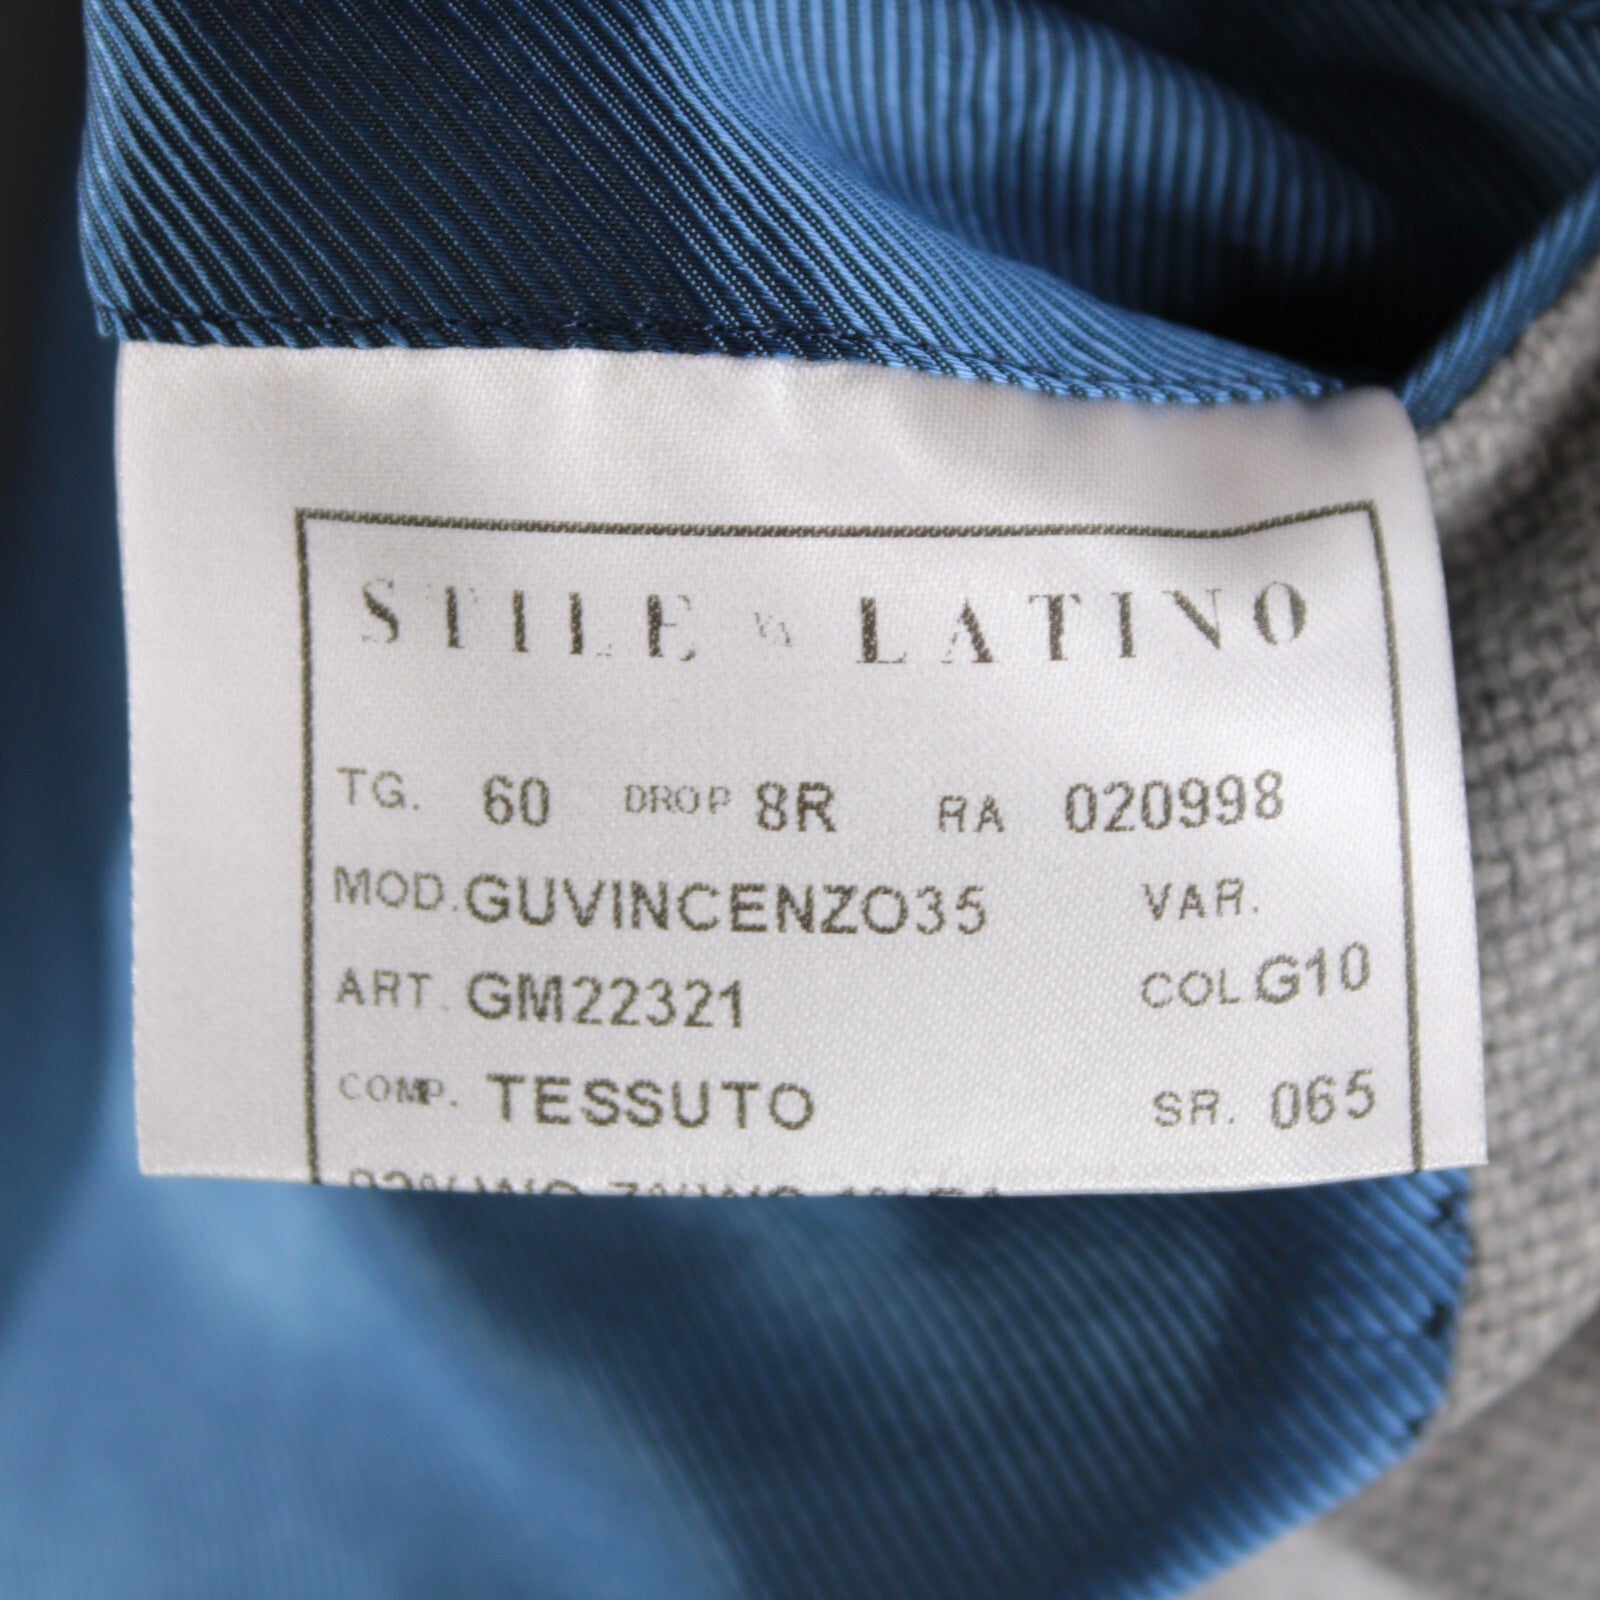 STILE LATINO
TG. 60 DROP 8R RA 020998
MOD. GUVINCENZO35 VAR.
ART. GM22321 COL G10
COMP. TESSUTO SR. 065